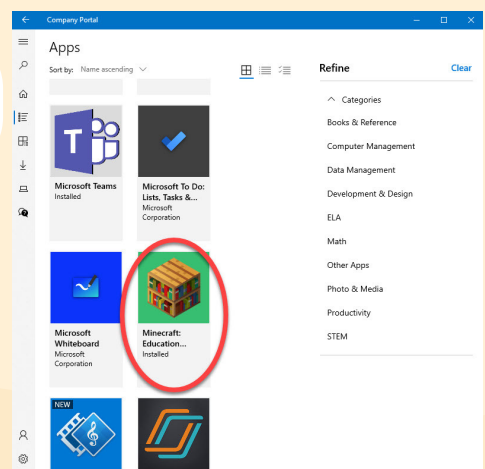 Company Portal
Apps
Sort by: Name ascending
Microsoft Teams
Installed
Microsoft To Do:
Lists, Tasks &...
Microsoft
Corporation
Microsoft
Whiteboard
Microsoft
Corporation
Minecraft:
Education...
Installed
NEW
Refine
Clear
Categories
Books & Reference
Computer Management
Data Management
Development & Design
ELA
Math
Other Apps
Photo & Media
Productivity
STEM